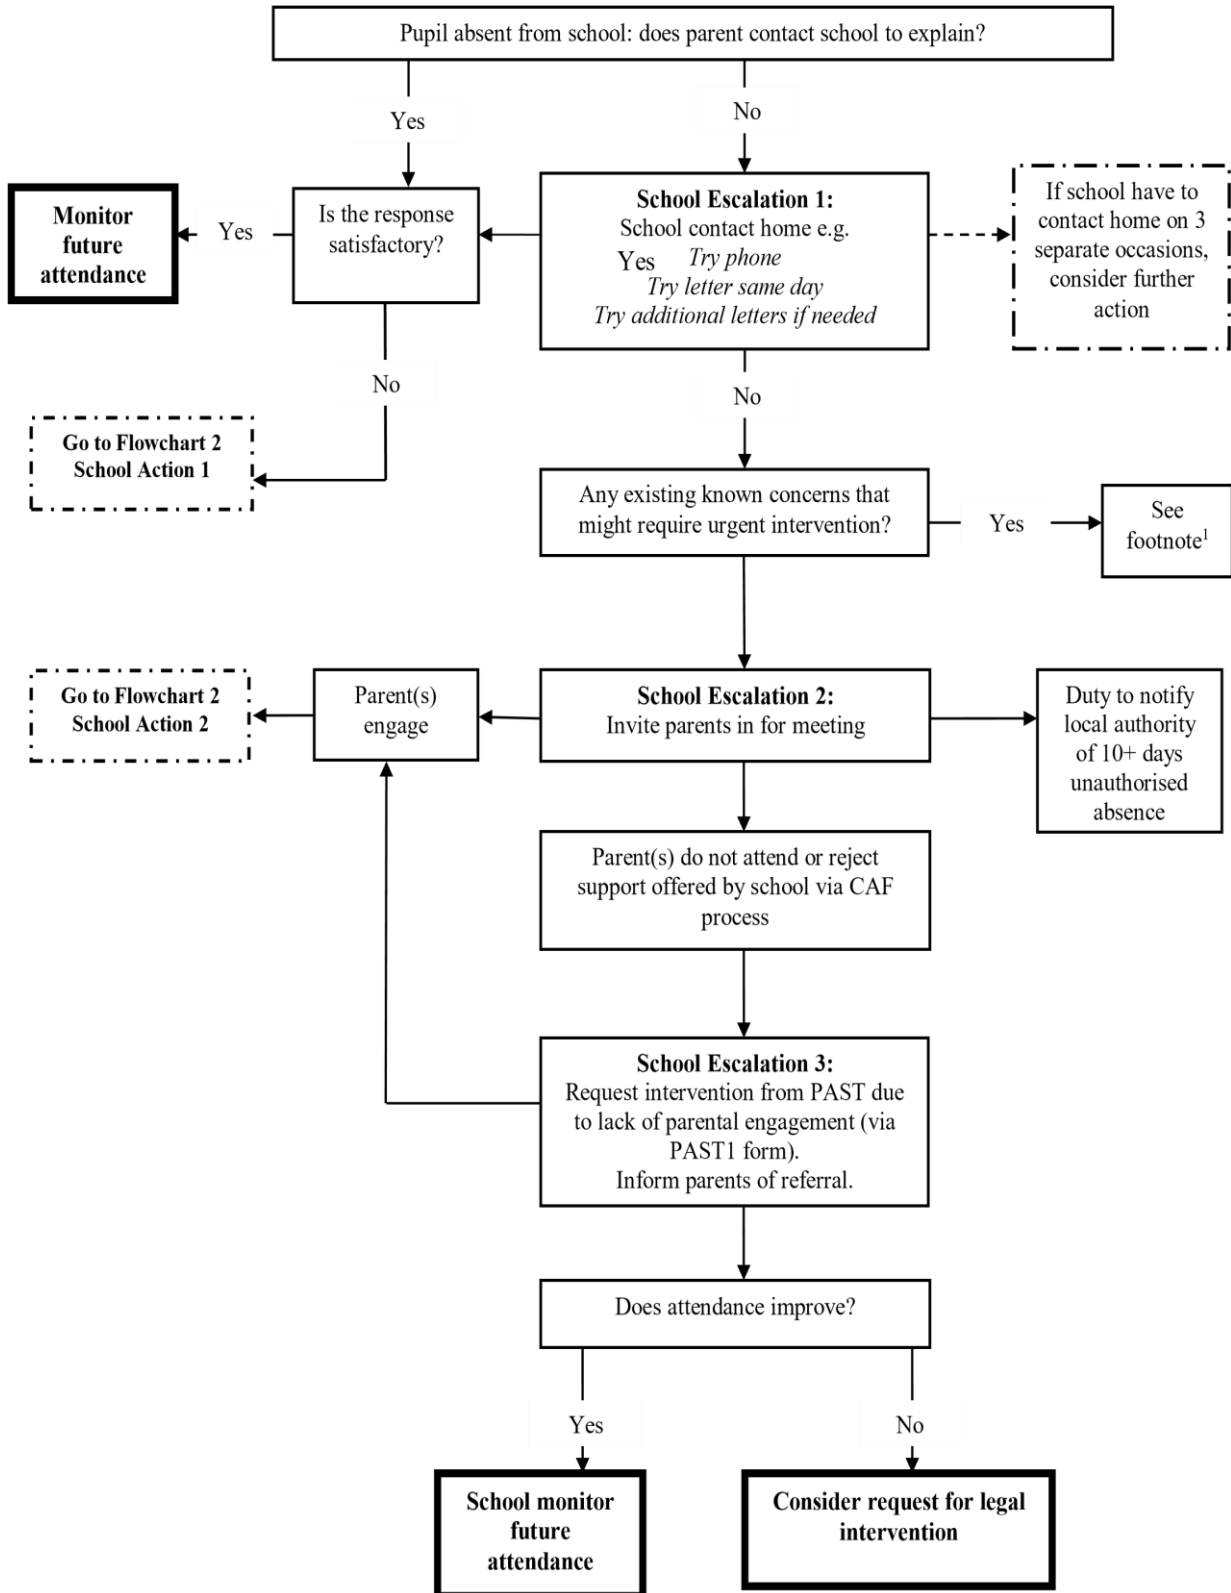 Pupil absent from school: does parent contact school to explain?
Yes
No
Monitor
future
attendance
Yes
Is the response
satisfactory?
School Escalation 1:
School contact home e.g.
Yes Try phone
Try letter same day
Try additional letters if needed
If school have to
contact home on 3
separate occasions,
consider further
action
No
No
Go to Flowchart 2
School Action 1
Any existing known concerns that
might require urgent intervention?
Yes
See
footnote¹
Go to Flowchart 2
School Action 2
Parent(s)
engage
School Escalation 2:
Invite parents in for meeting
Duty to notify
local authority
of 10+ days
unauthorised
absence
Parent(s) do not attend or reject
support offered by school via CAF
process
School Escalation 3:
Request intervention from PAST due
to lack of parental engagement (via
PAST1 form).
Inform parents of referral.
Does attendance improve?
Yes
No
School monitor
future
attendance
Consider request for legal
intervention